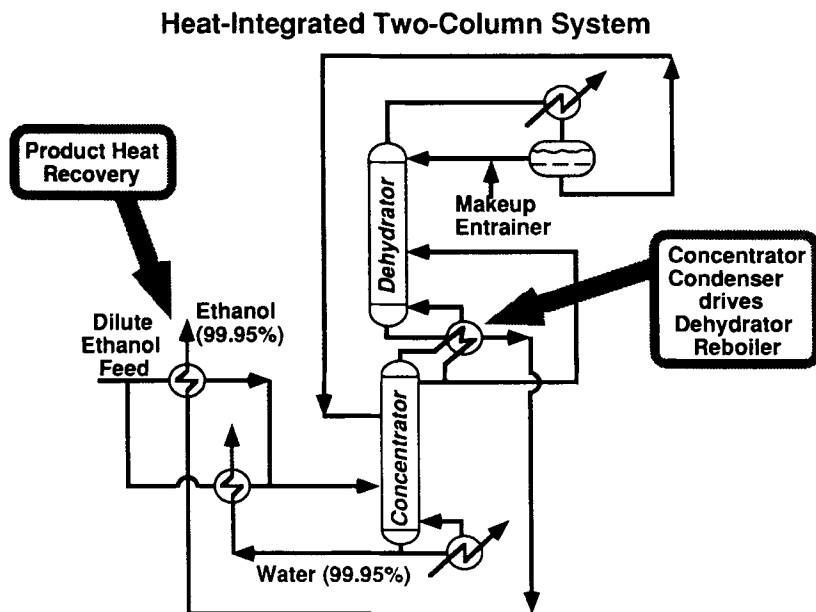 Heat-Integrated Two-Column System
Product Heat
Recovery
Makeup
Entrainer
Dehydrator
Concentrator
Condenser
drives
Dehydrator
Reboiler
Ethanol
(99.95%)
Dilute
Ethanol
Feed
Concentrator
Water (99.95%)